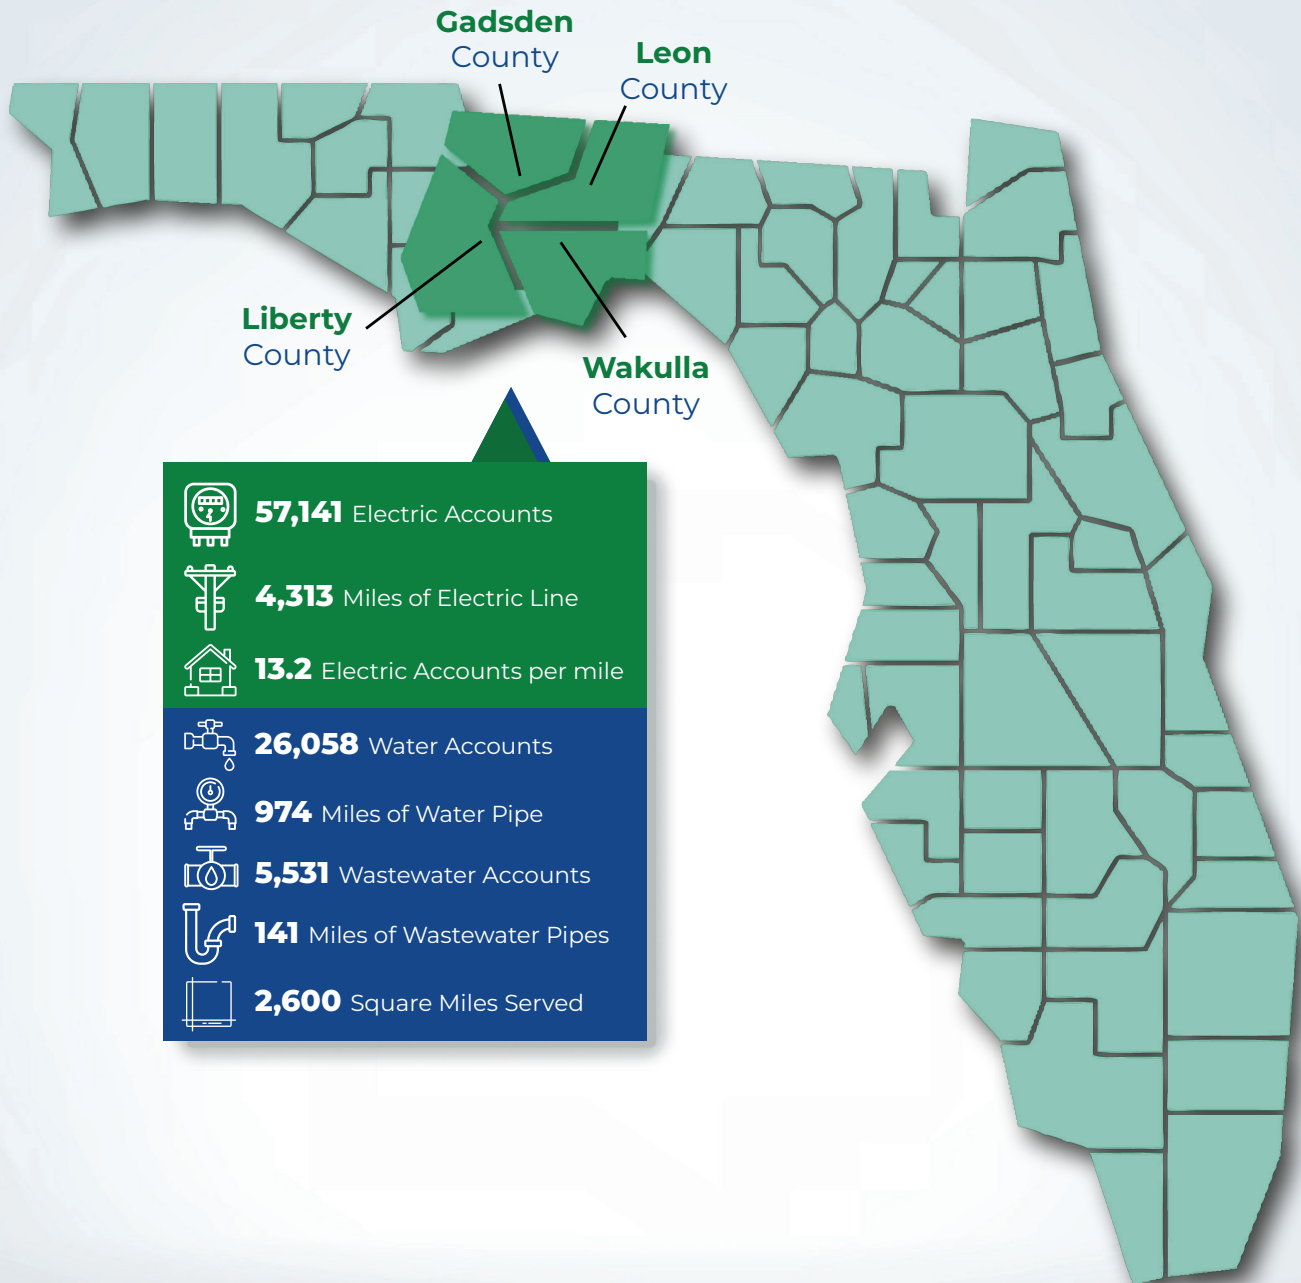 Gadsden
County
Leon
County
Liberty
County
Wakulla
County
57,141 Electric Accounts
4,313 Miles of Electric Line
13.2 Electric Accounts per mile
26,058 Water Accounts
974 Miles of Water Pipe
5,531 Wastewater Accounts
141 Miles of Wastewater Pipes
2,600 Square Miles Served